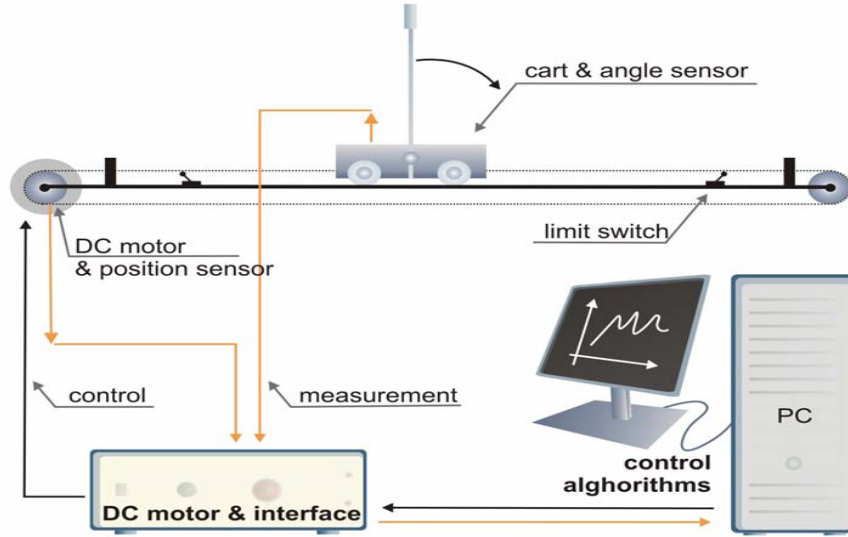 cart & angle sensor
limit switch
DC motor
& position sensor
control
measurement
PC
control
alghorithms
DC motor & interface